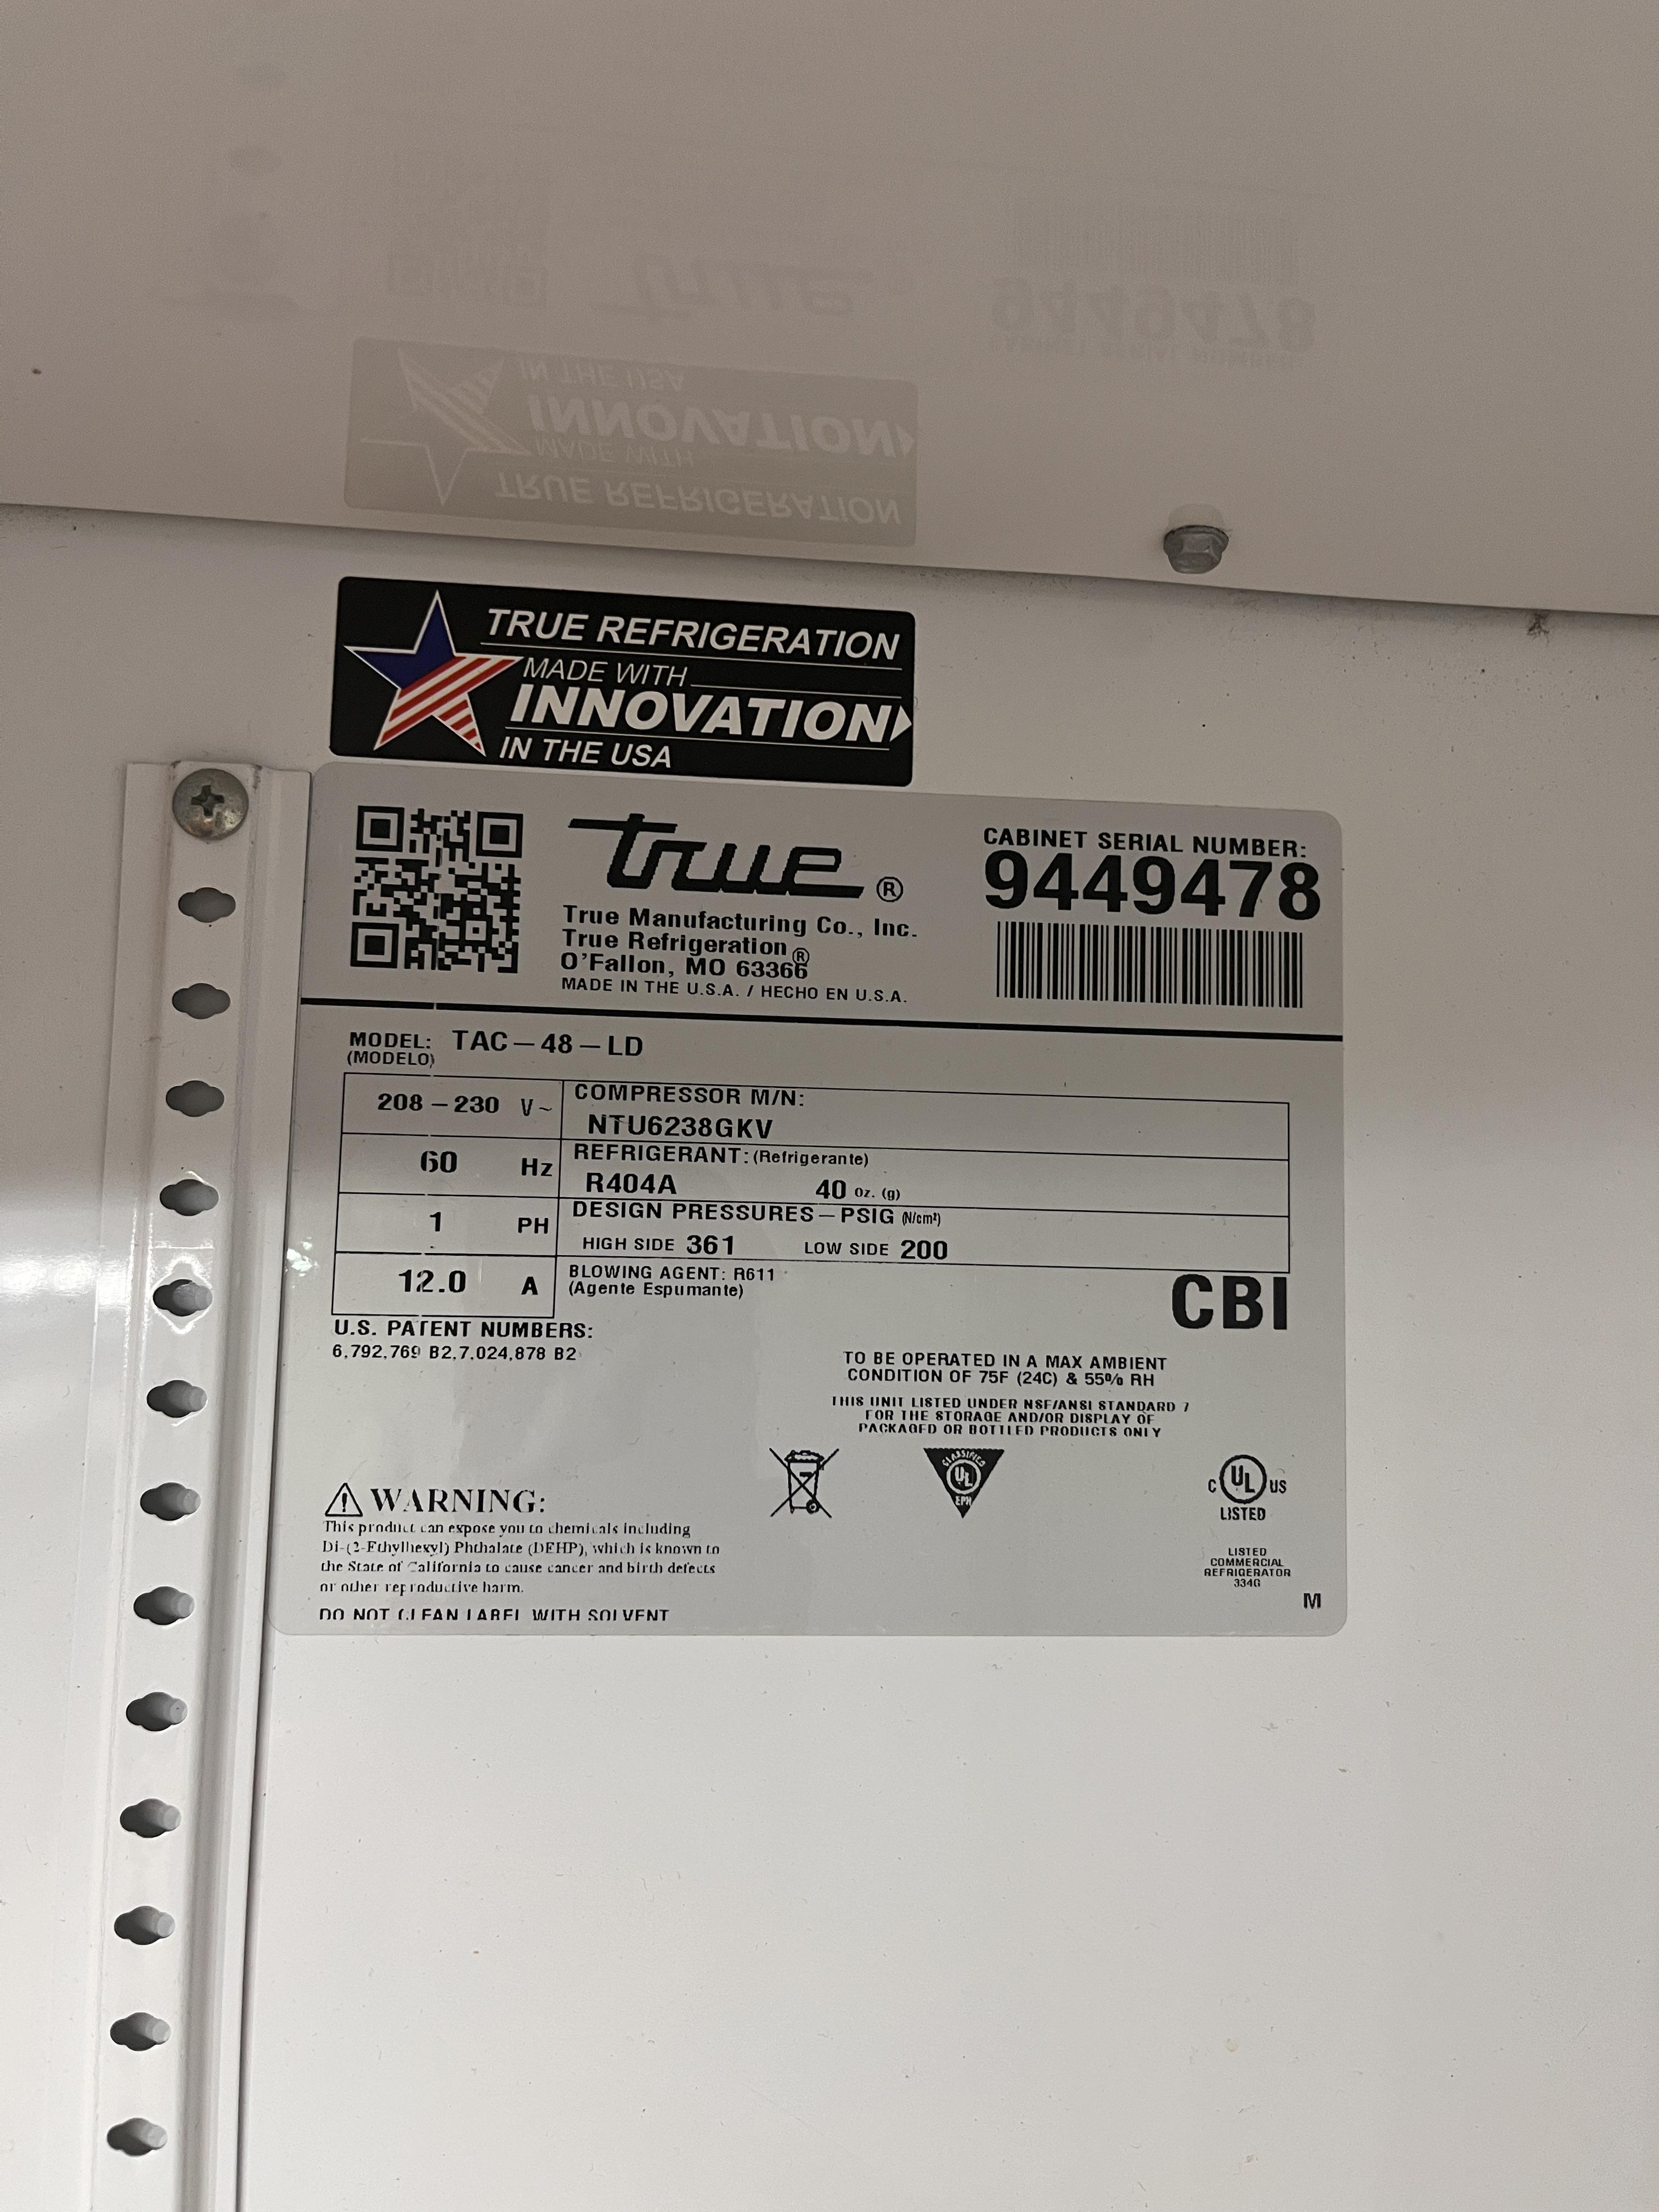 TRUE REFRIGERATION
MADE WITH
INNOVATION
IN THE USA
true®
True Manufacturing Co., Inc.
True Refrigeration®
O'Fallon, MO 63366
MADE IN THE U.S.A. / HECHO EN U.S.A.
CABINET SERIAL NUMBER:
9449478
MODEL: TAC-48-LD
(MODELO)
208-230 V~
60 Hz
1 PH
12.0 A
COMPRESSOR M/N:
NTU6238GKV
REFRIGERANT: (Refrigerante)
R404A 40 Oz. (g)
DESIGN PRESSURES-PSIG (N/cm²)
HIGH SIDE 361 LOW SIDE 200
BLOWING AGENT: R611
(Agente Espumante)
CBI
U.S. PATENT NUMBERS:
6,792,769 B2,7,024,878 B2
TO BE OPERATED IN A MAX AMBIENT
CONDITION OF 75F (24C) & 55% RH
THIS UNIT LISTED UNDER NSF/ANSI STANDARD 7
FOR THE STORAGE AND/OR DISPLAY OF
PACKAGED OR BOTTLED PRODUCTS ONLY
CLASSIFIED
UL
EPH
C UL US
LISTED
LISTED
COMMERCIAL
REFRIGERATOR
334G
M
WARNING:
This product can expose you to chemicals including
Di-(2-Ethylhexyl) Phthalate (DEHP), which is known to
the State of California to cause cancer and birth defects
or other reproductive harm.
DO NOT CLEAN LABEL WITH SOLVENT